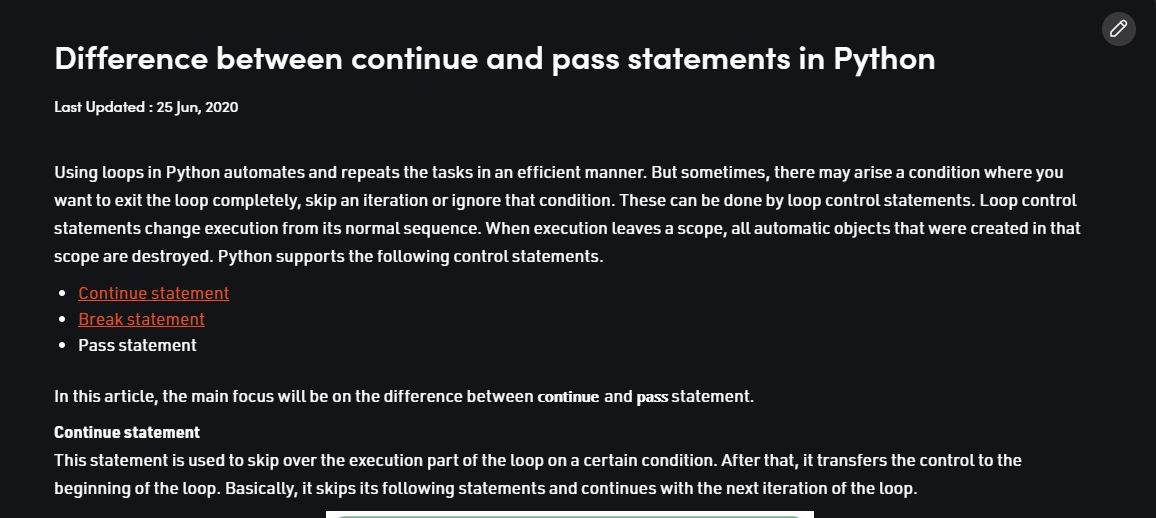 Difference between continue and pass statements in Python
Last Updated : 25 Jun, 2020
Using loops in Python automates and repeats the tasks in an efficient manner. But sometimes, there may arise a condition where you
want to exit the loop completely, skip an iteration or ignore that condition. These can be done by loop control statements. Loop control
statements change execution from its normal sequence. When execution leaves a scope, all automatic objects that were created in that
scope are destroyed. Python supports the following control statements.
• Continue statement
• Break statement
• Pass statement
In this article, the main focus will be on the difference between continue and pass statement.
Continue statement
This statement is used to skip over the execution part of the loop on a certain condition. After that, it transfers the control to the
beginning of the loop. Basically, it skips its following statements and continues with the next iteration of the loop.